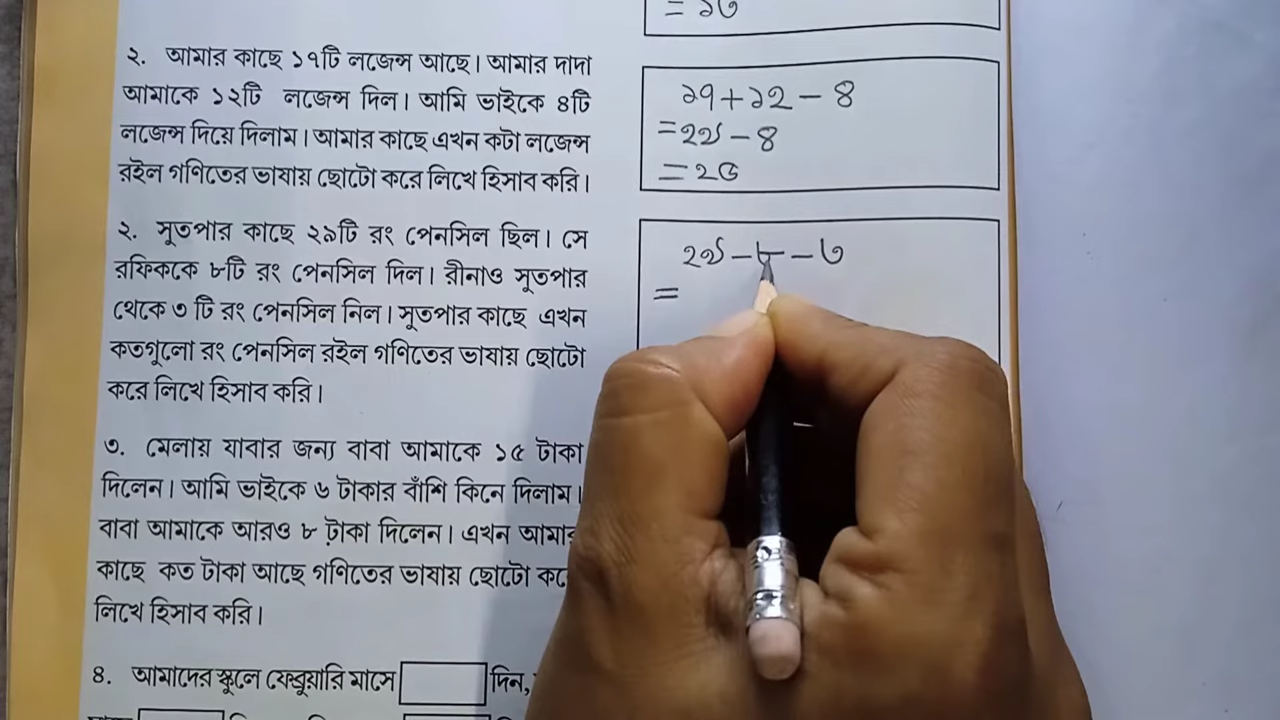 = ১৩
২. আমার কাছে ১৭টি লজেন্স আছে। আমার দাদা
আমাকে ১২টি লজেন্স দিল। আমি ভাইকে ৪টি
লজেন্স দিয়ে দিলাম। আমার কাছে এখন কটা লজেন্স
রইল গণিতের ভাষায় ছোটো করে লিখে হিসাব করি।
১৭+১২ – ৪
=২৯ – ৪
= ২৫
২. সুতপার কাছে ২৯টি রং পেনসিল ছিল। সে
রফিককে ৮টি রং পেনসিল দিল। রীনাও সুতপার
থেকে ৩ টি রং পেনসিল নিল। সুতপার কাছে এখন
কতগুলো রং পেনসিল রইল গণিতের ভাষায় ছোটো
করে লিখে হিসাব করি।
২৯ – ৮ – ৩
=
৩. মেলায় যাবার জন্য বাবা আমাকে ১৫ টাকা
দিলেন। আমি ভাইকে ৬ টাকার বাঁশি কিনে দিলাম।
বাবা আমাকে আরও ৮ টাকা দিলেন। এখন আমার
কাছে কত টাকা আছে গণিতের ভাষায় ছোটো
লিখে হিসাব করি।
৪. আমাদের স্কুলে ফেব্রুয়ারি মাসে দিন,